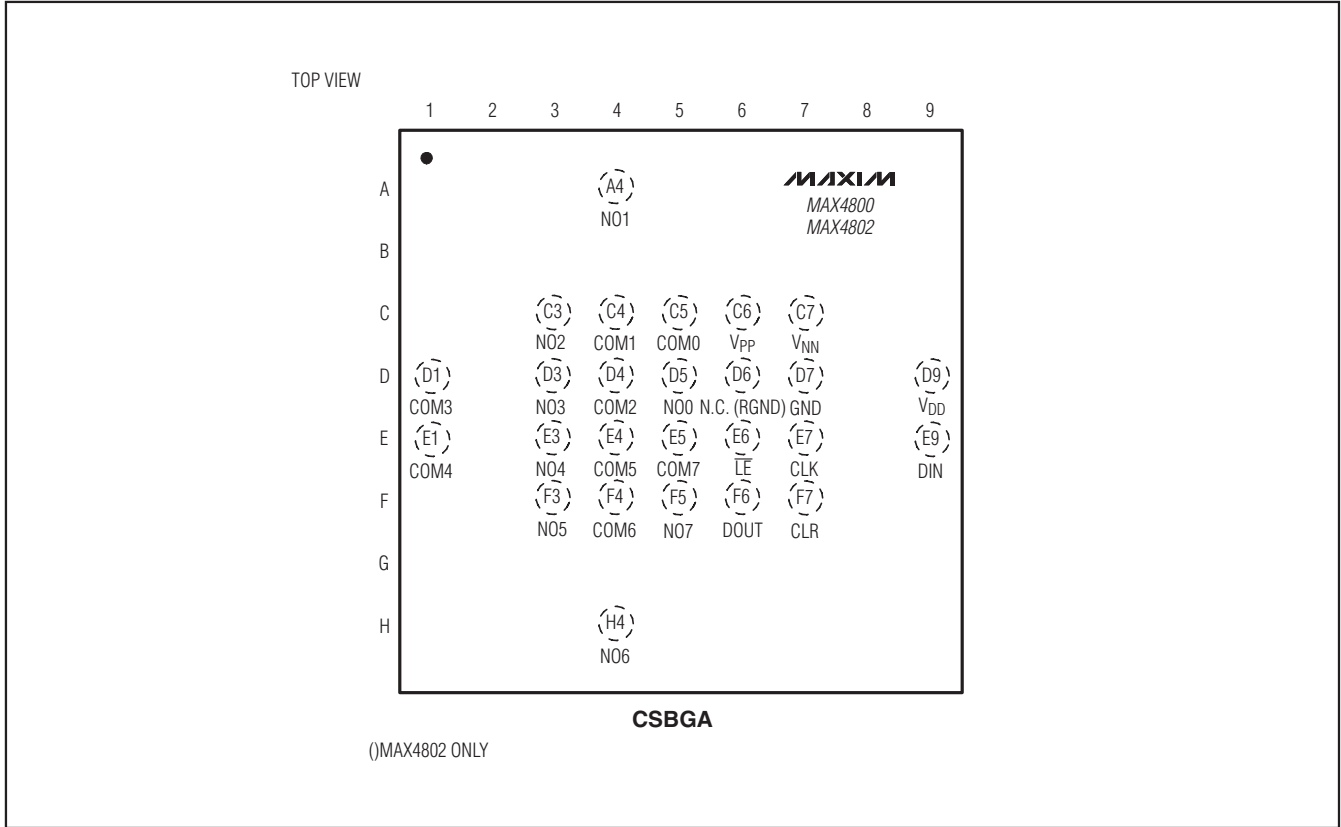 TOP VIEW
1 2 3 4 5 6 7 8 9
A A4 MAXIM
NO1 MAX4800
MAX4802
B
C C3 C4 C5 C6 C7
NO2 COM1 COM0 VPP VNN
D D1 D3 D4 D5 D6 D7 D9
COM3 NO3 COM2 NO0 N.C. (RGND) GND VDD
E E1 E3 E4 E5 E6 E7 E9
COM4 NO4 COM5 COM7 L̅E̅ CLK DIN
F F3 F4 F5 F6 F7
NO5 COM6 NO7 DOUT CLR
G
H H4
NO6
CSBGA
()MAX4802 ONLY